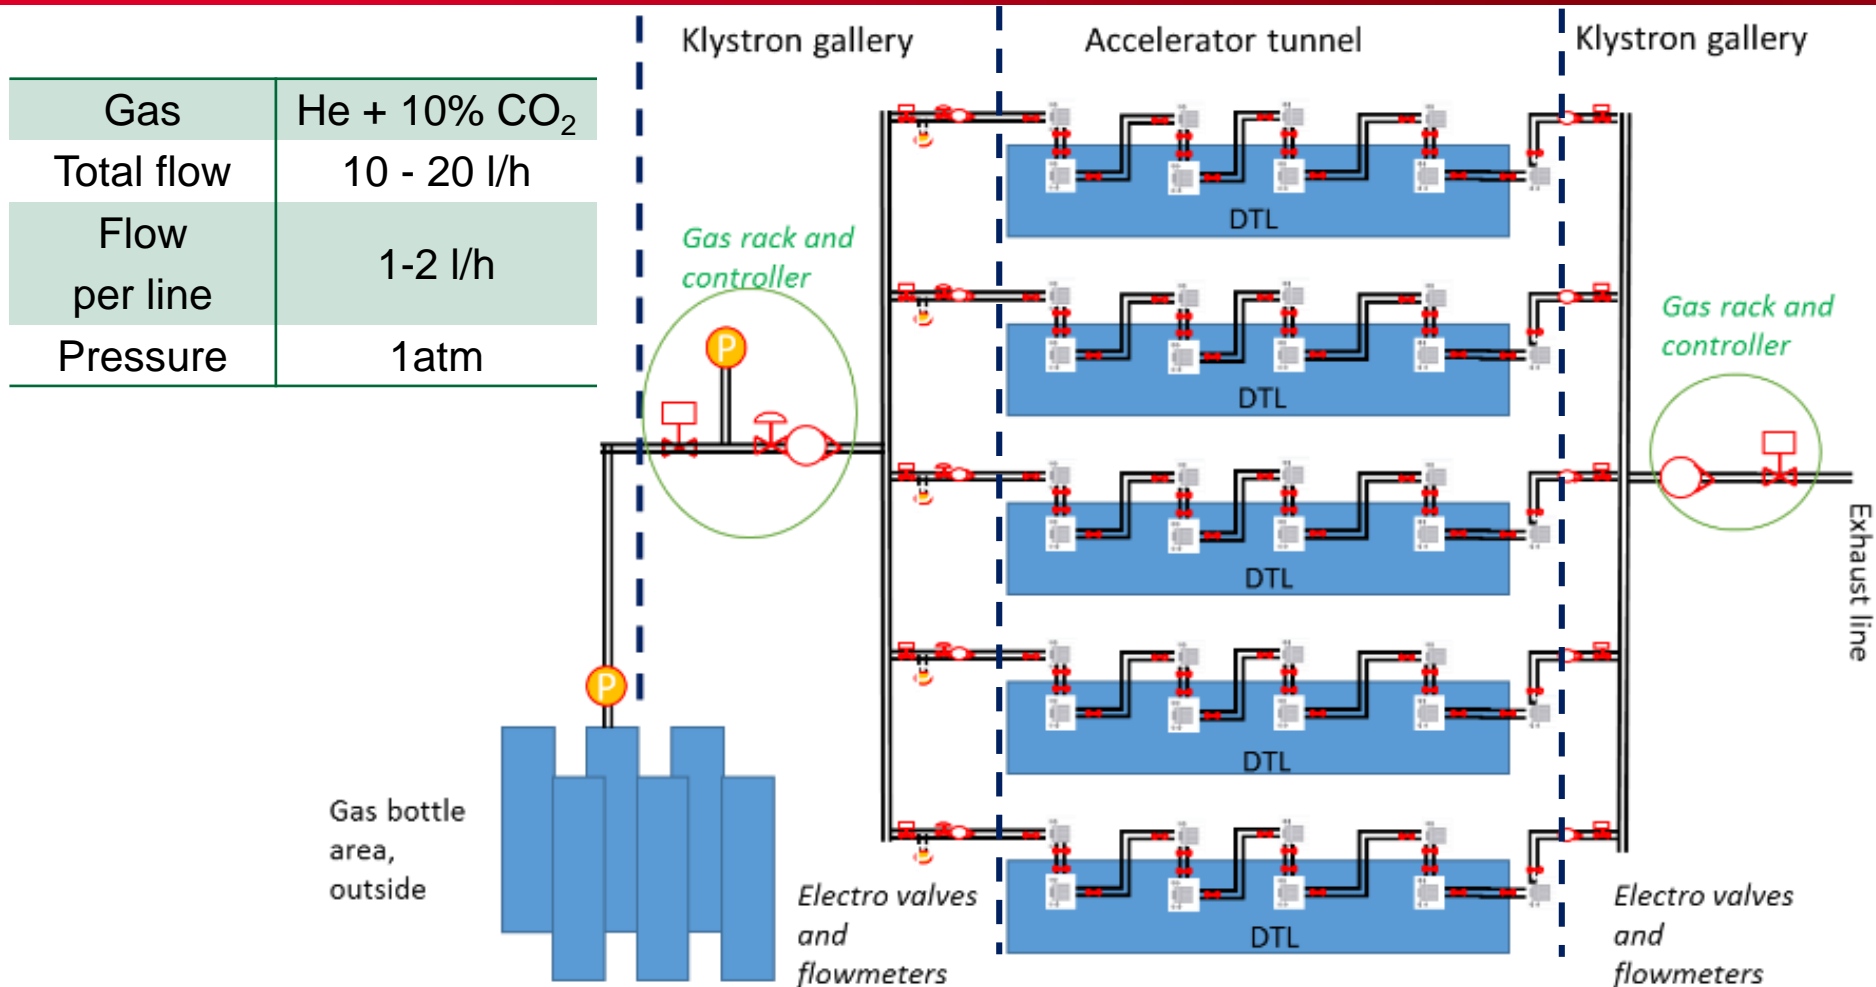 Klystron gallery
Accelerator tunnel
Klystron gallery
Gas
He + 10% CO₂
Total flow
10 - 20 l/h
Flow
per line
1-2 l/h
Pressure
1atm
Gas rack and
controller
P
P
DTL
DTL
DTL
DTL
DTL
Gas rack and
controller
Exhaust line
Gas bottle
area,
outside
Electro valves
and
flowmeters
Electro valves
and
flowmeters